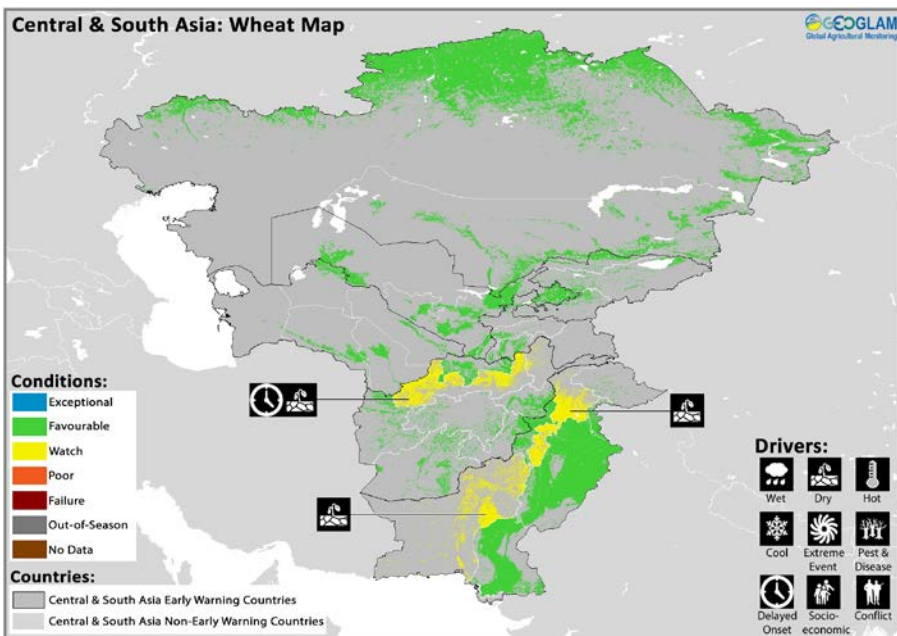 Central & South Asia: Wheat Map
GEOGLAM
Global Agricultural Monitoring
Conditions:
Exceptional
Favourable
Watch
Poor
Failure
Out-of-Season
No Data
Countries:
Central & South Asia Early Warning Countries
Central & South Asia Non-Early Warning Countries
Drivers:
Wet
Dry
Hot
Cool
Extreme
Event
Pest &
Disease
Delayed
Onset
Socio-
economic
Conflict